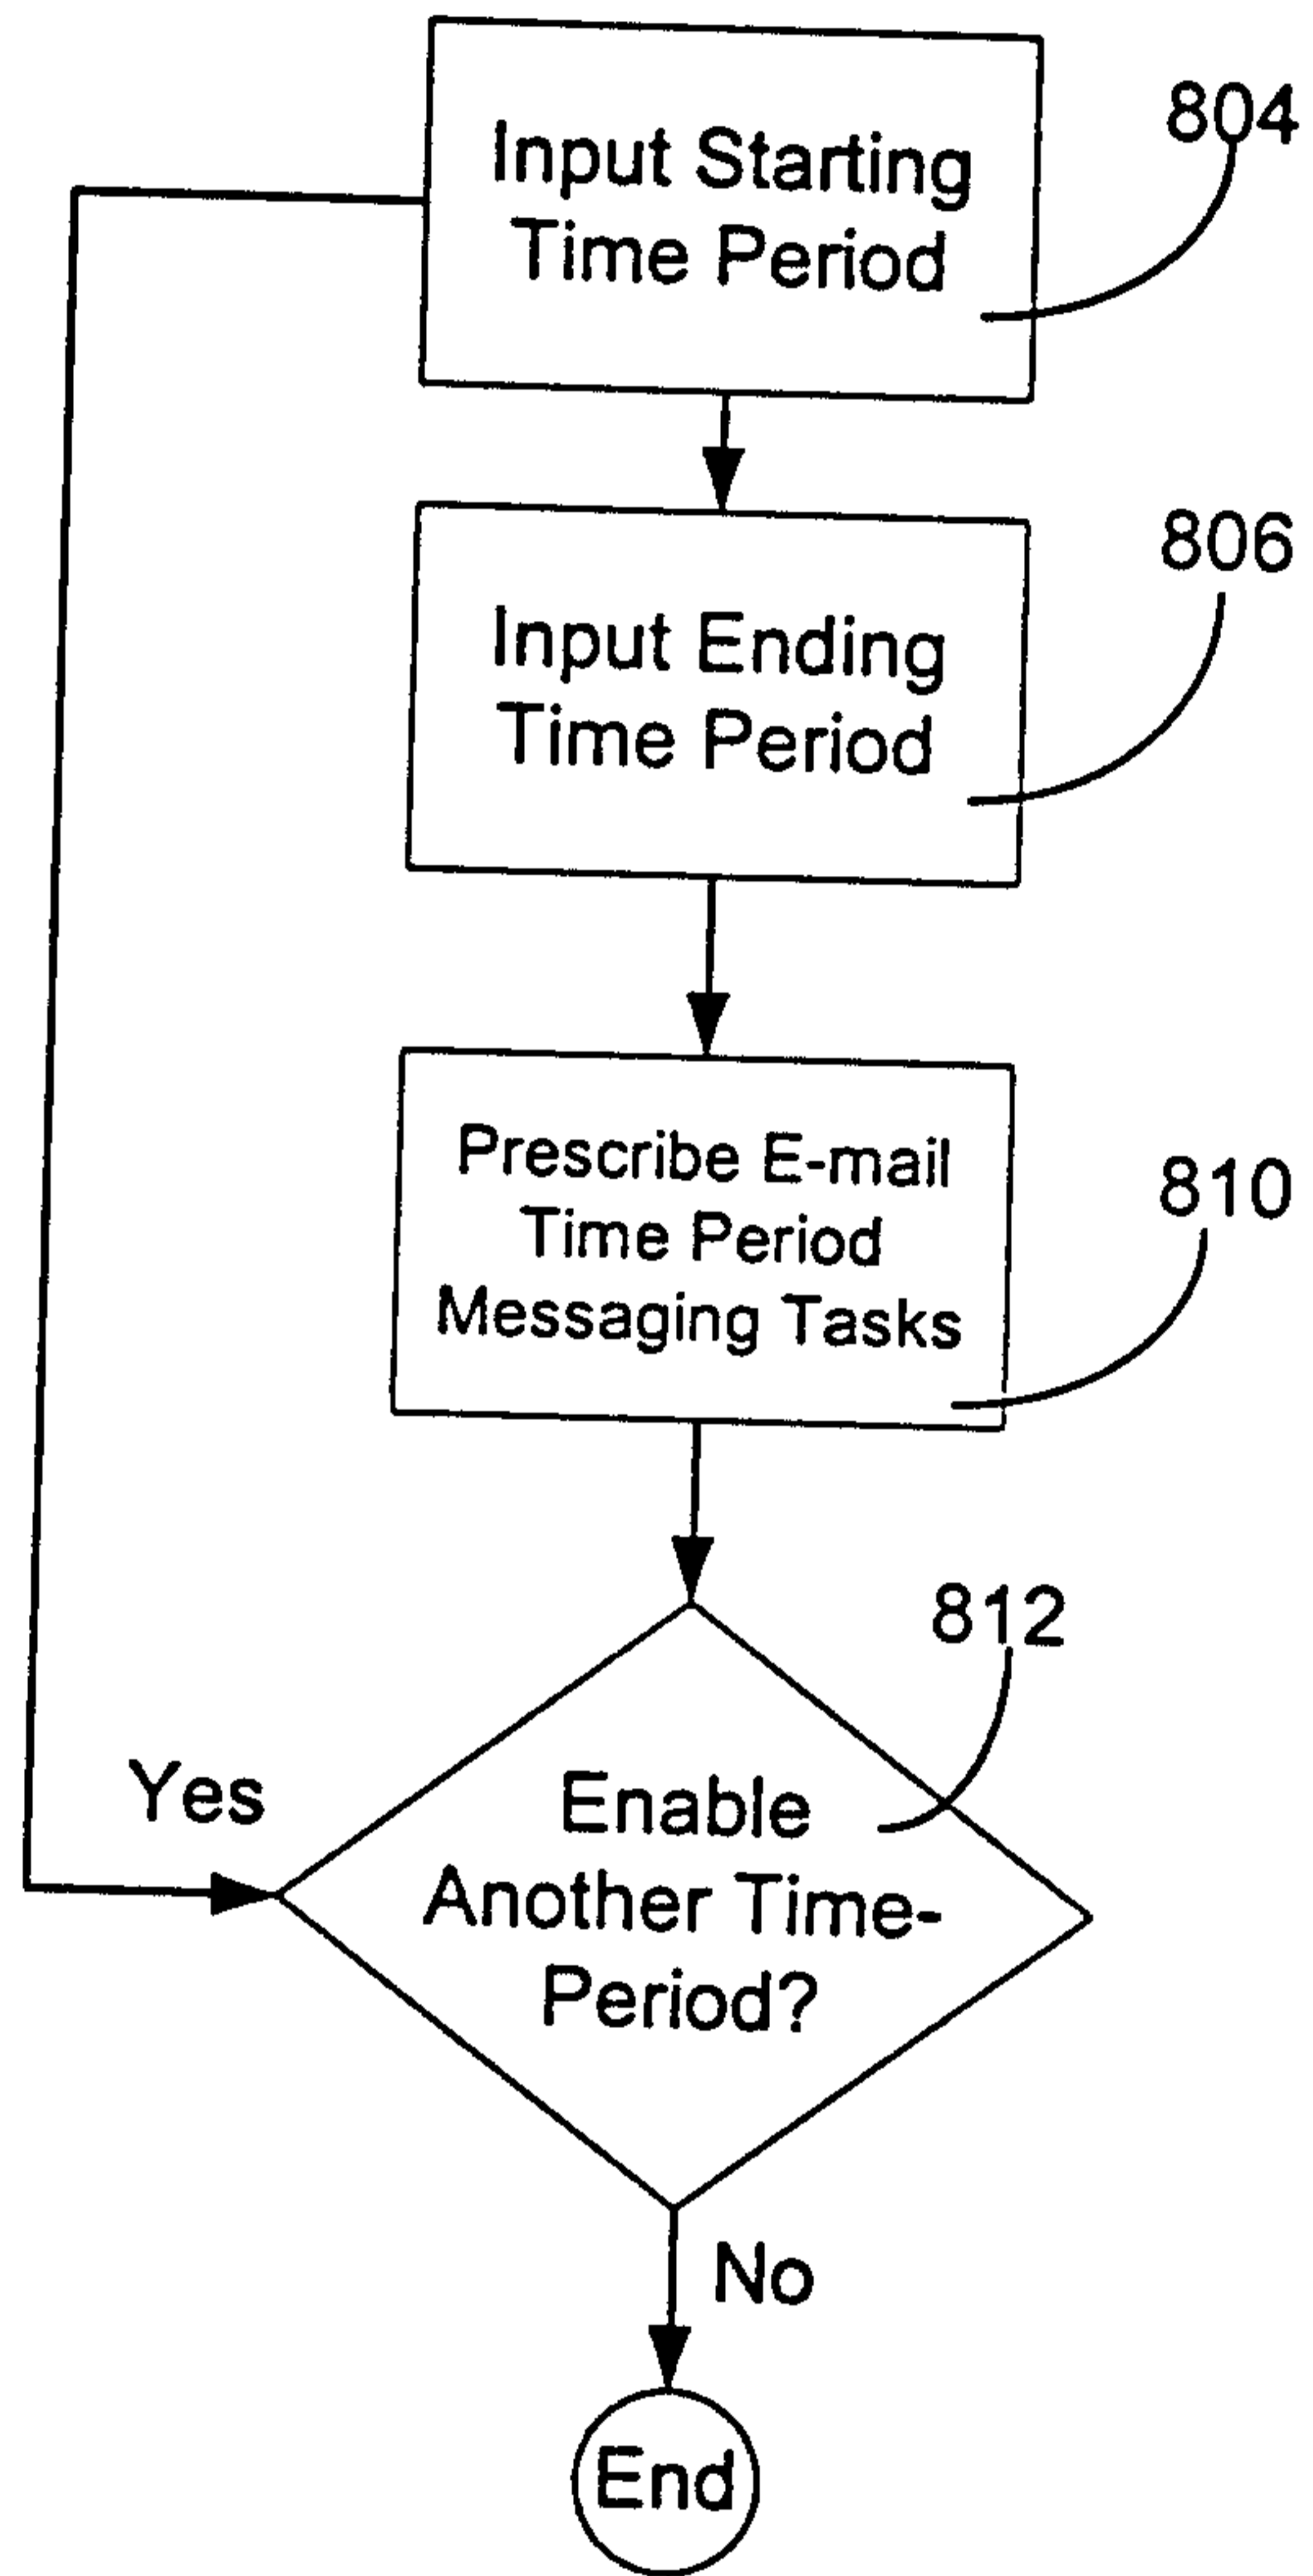 Input Starting
Time Period
804
Input Ending
Time Period
806
Prescribe E-mail
Time Period
Messaging Tasks
810
812
Yes
Enable
Another Time-
Period?
No
End